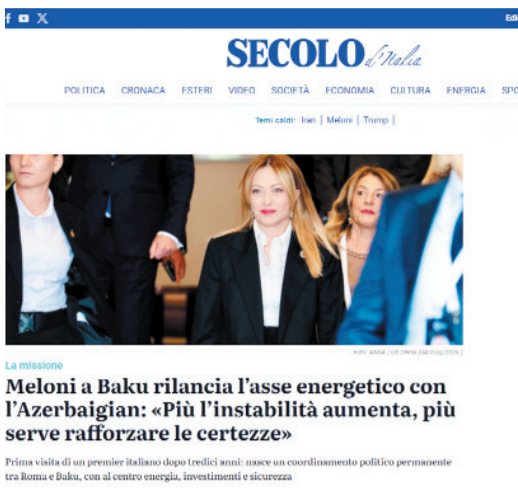 Edi
SECOLO d'Italia
POLITICA CRONACA ESTERI VIDEO SOCIETÀ ECONOMIA CULTURA ENERGIA SPO
Temi caldi: Iran | Meloni | Trump |
La missione
Meloni a Baku rilancia l'asse energetico con
l'Azerbaigian: «Più l'instabilità aumenta, più
serve rafforzare le certezze»
Prima visita di un premier italiano dopo tredici anni: nasce un coordinamento politico permanente
tra Roma e Baku, con al centro energia, investimenti e sicurezza